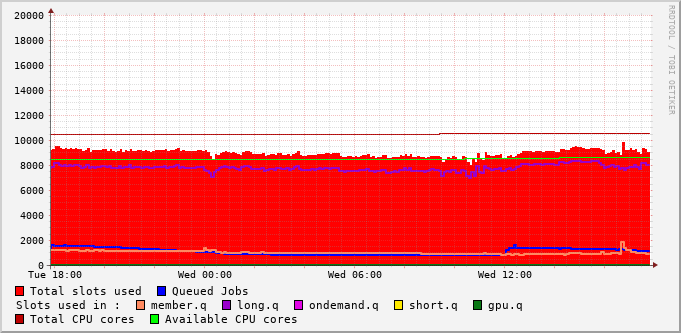 RRDTOOL / TOBI OETIKER
20000
18000
16000
14000
12000
10000
8000
6000
4000
2000
0
Tue 18:00 Wed 00:00 Wed 06:00 Wed 12:00
Total slots used Queued Jobs
Slots used in : member.q long.q ondemand.q short.q gpu.q
Total CPU cores Available CPU cores